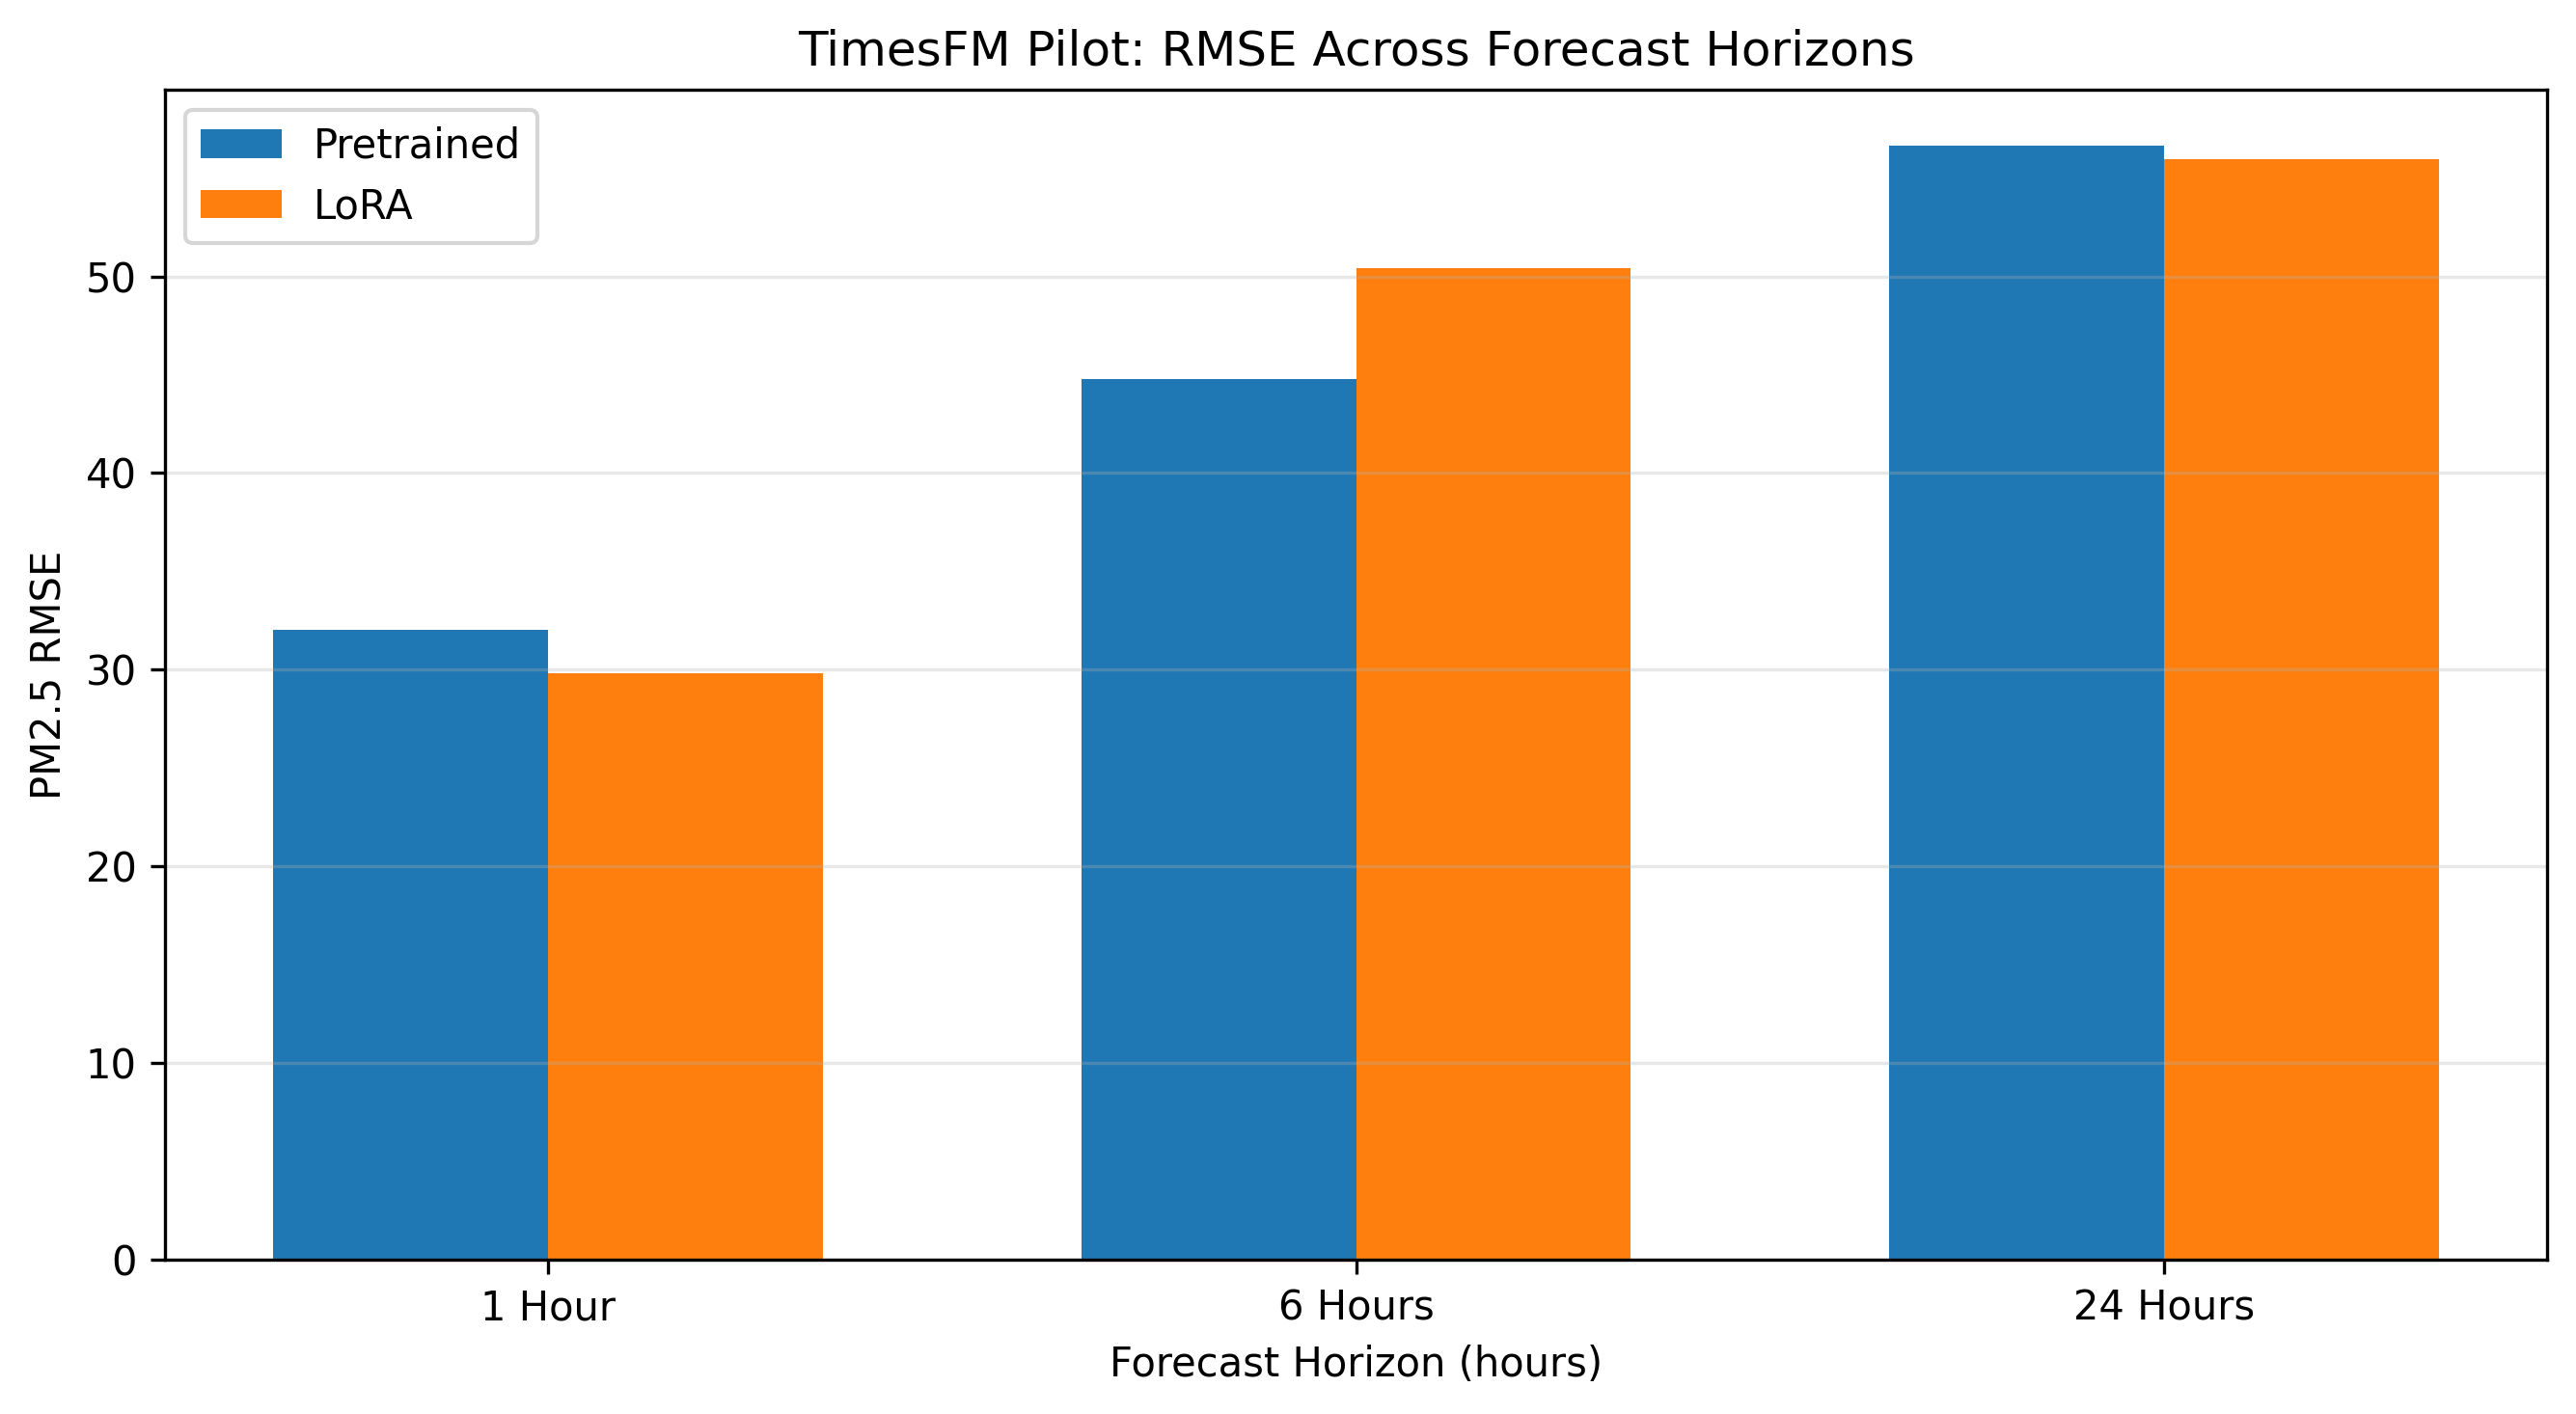 TimesFM Pilot: RMSE Across Forecast Horizons
Pretrained
LoRA
PM2.5 RMSE
50
40
30
20
10
0
1 Hour
6 Hours
24 Hours
Forecast Horizon (hours)